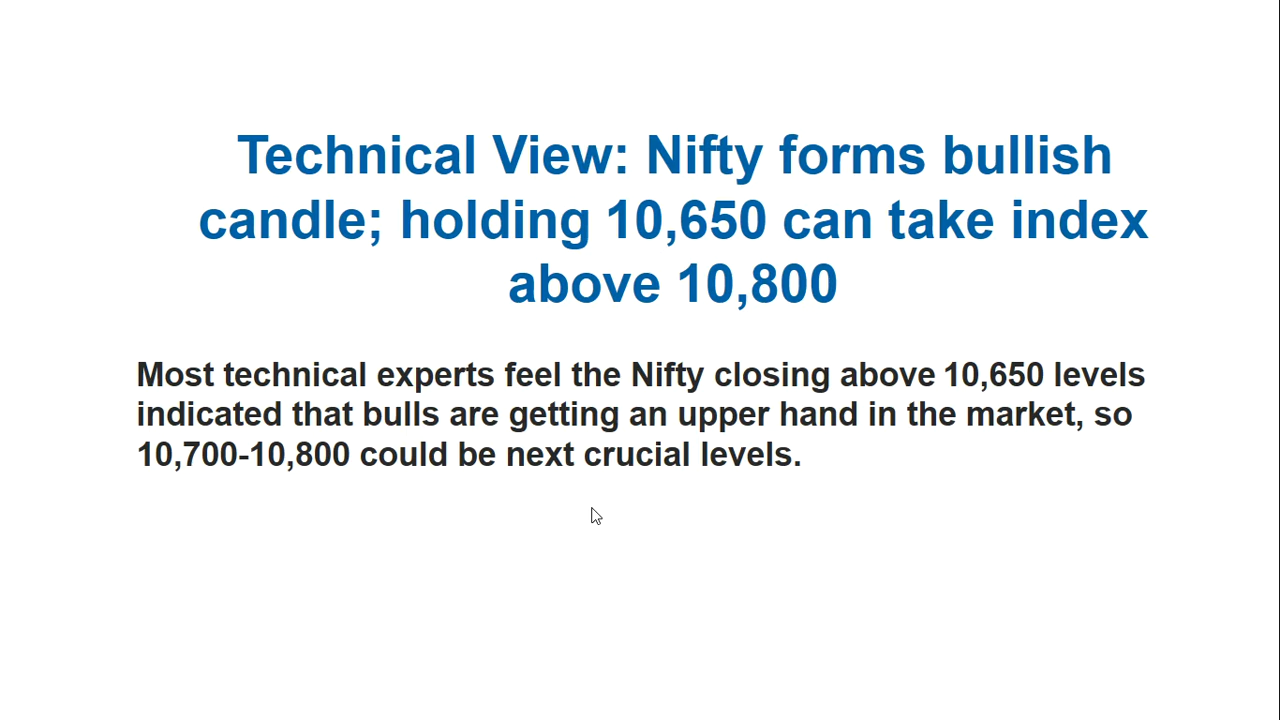 Technical View: Nifty forms bullish
candle; holding 10,650 can take index
above 10,800
Most technical experts feel the Nifty closing above 10,650 levels
indicated that bulls are getting an upper hand in the market, so
10,700-10,800 could be next crucial levels.